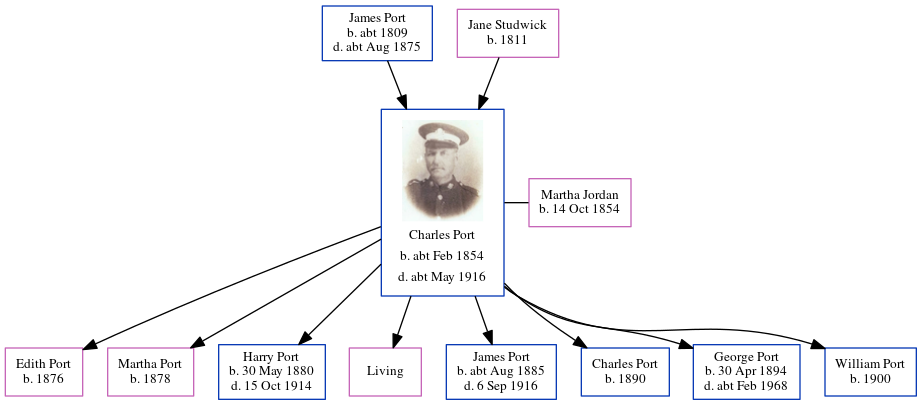 James Port
b. abt 1809
d. abt Aug 1875
Jane Studwick
b. 1811
Charles Port
b. abt Feb 1854
d. abt May 1916
Martha Jordan
b. 14 Oct 1854
Edith Port
b. 1876
Martha Port
b. 1878
Harry Port
b. 30 May 1880
d. 15 Oct 1914
Living
James Port
b. abt Aug 1885
d. 6 Sep 1916
Charles Port
b. 1890
George Port
b. 30 Apr 1894
d. abt Feb 1968
William Port
b. 1900